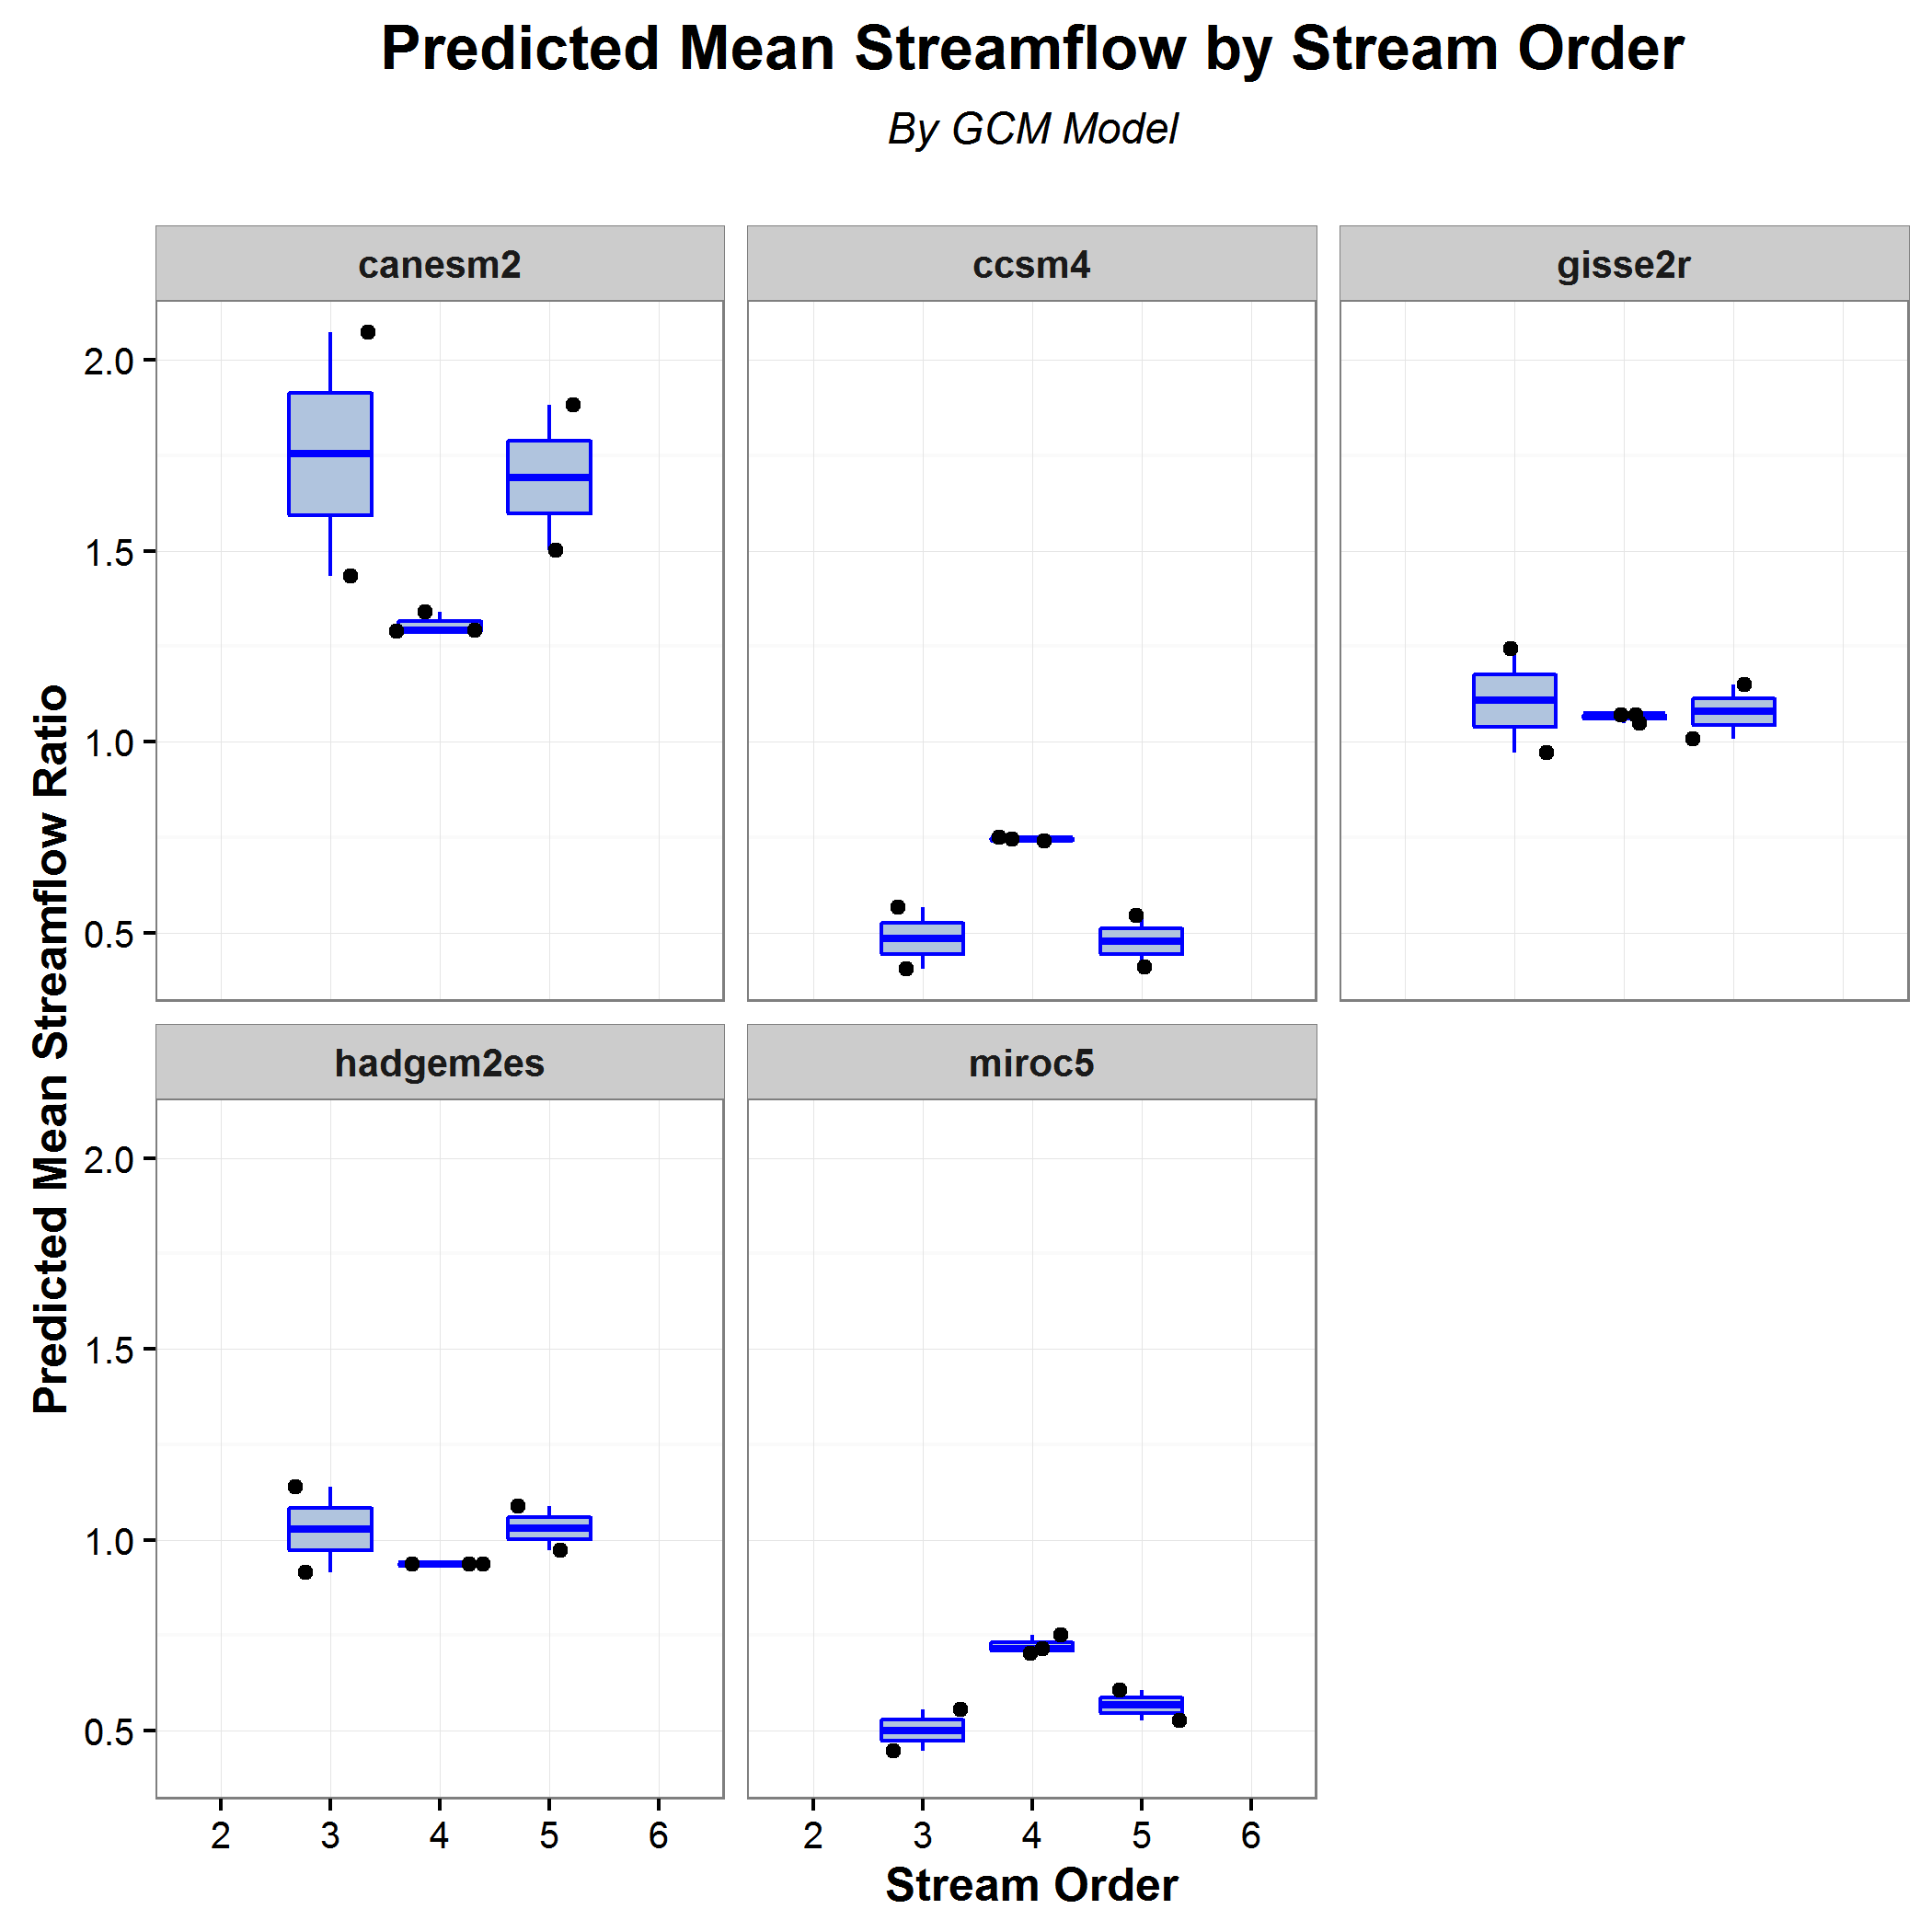 Predicted Mean Streamflow by Stream Order
By GCM Model
canesm2
ccsm4
gisse2r
2.0
1.5
1.0
0.5
Predicted Mean Streamflow Ratio
hadgem2es
miroc5
2.0
1.5
1.0
0.5
2 3 4 5 6
2 3 4 5 6
Stream Order